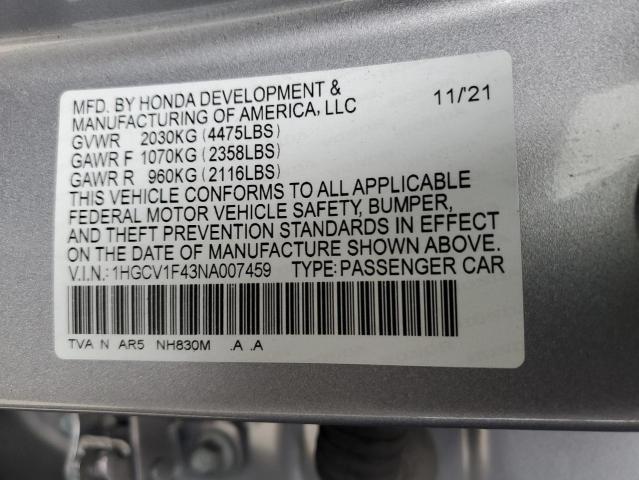 MFD. BY HONDA DEVELOPMENT & 11/'21
MANUFACTURING OF AMERICA, LLC
GVWR 2030KG (4475LBS)
GAWR F 1070KG (2358LBS)
GAWR R 960KG (2116LBS)
THIS VEHICLE CONFORMS TO ALL APPLICABLE
FEDERAL MOTOR VEHICLE SAFETY, BUMPER,
AND THEFT PREVENTION STANDARDS IN EFFECT
ON THE DATE OF MANUFACTURE SHOWN ABOVE.
V.I.N.: 1HGCV1F43NA007459 TYPE: PASSENGER CAR
TVA N AR5 NH830M .A .A